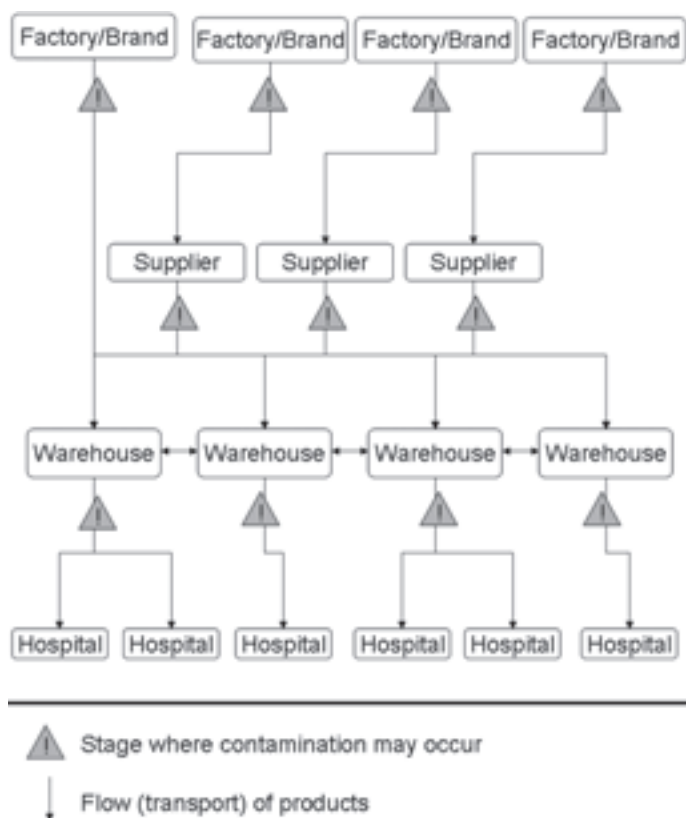 Factory/Brand Factory/Brand Factory/Brand Factory/Brand
! ! ! !
Supplier Supplier Supplier
! ! !
Warehouse Warehouse Warehouse Warehouse
! ! ! !
Hospital Hospital Hospital Hospital Hospital Hospital
! Stage where contamination may occur
Flow (transport) of products